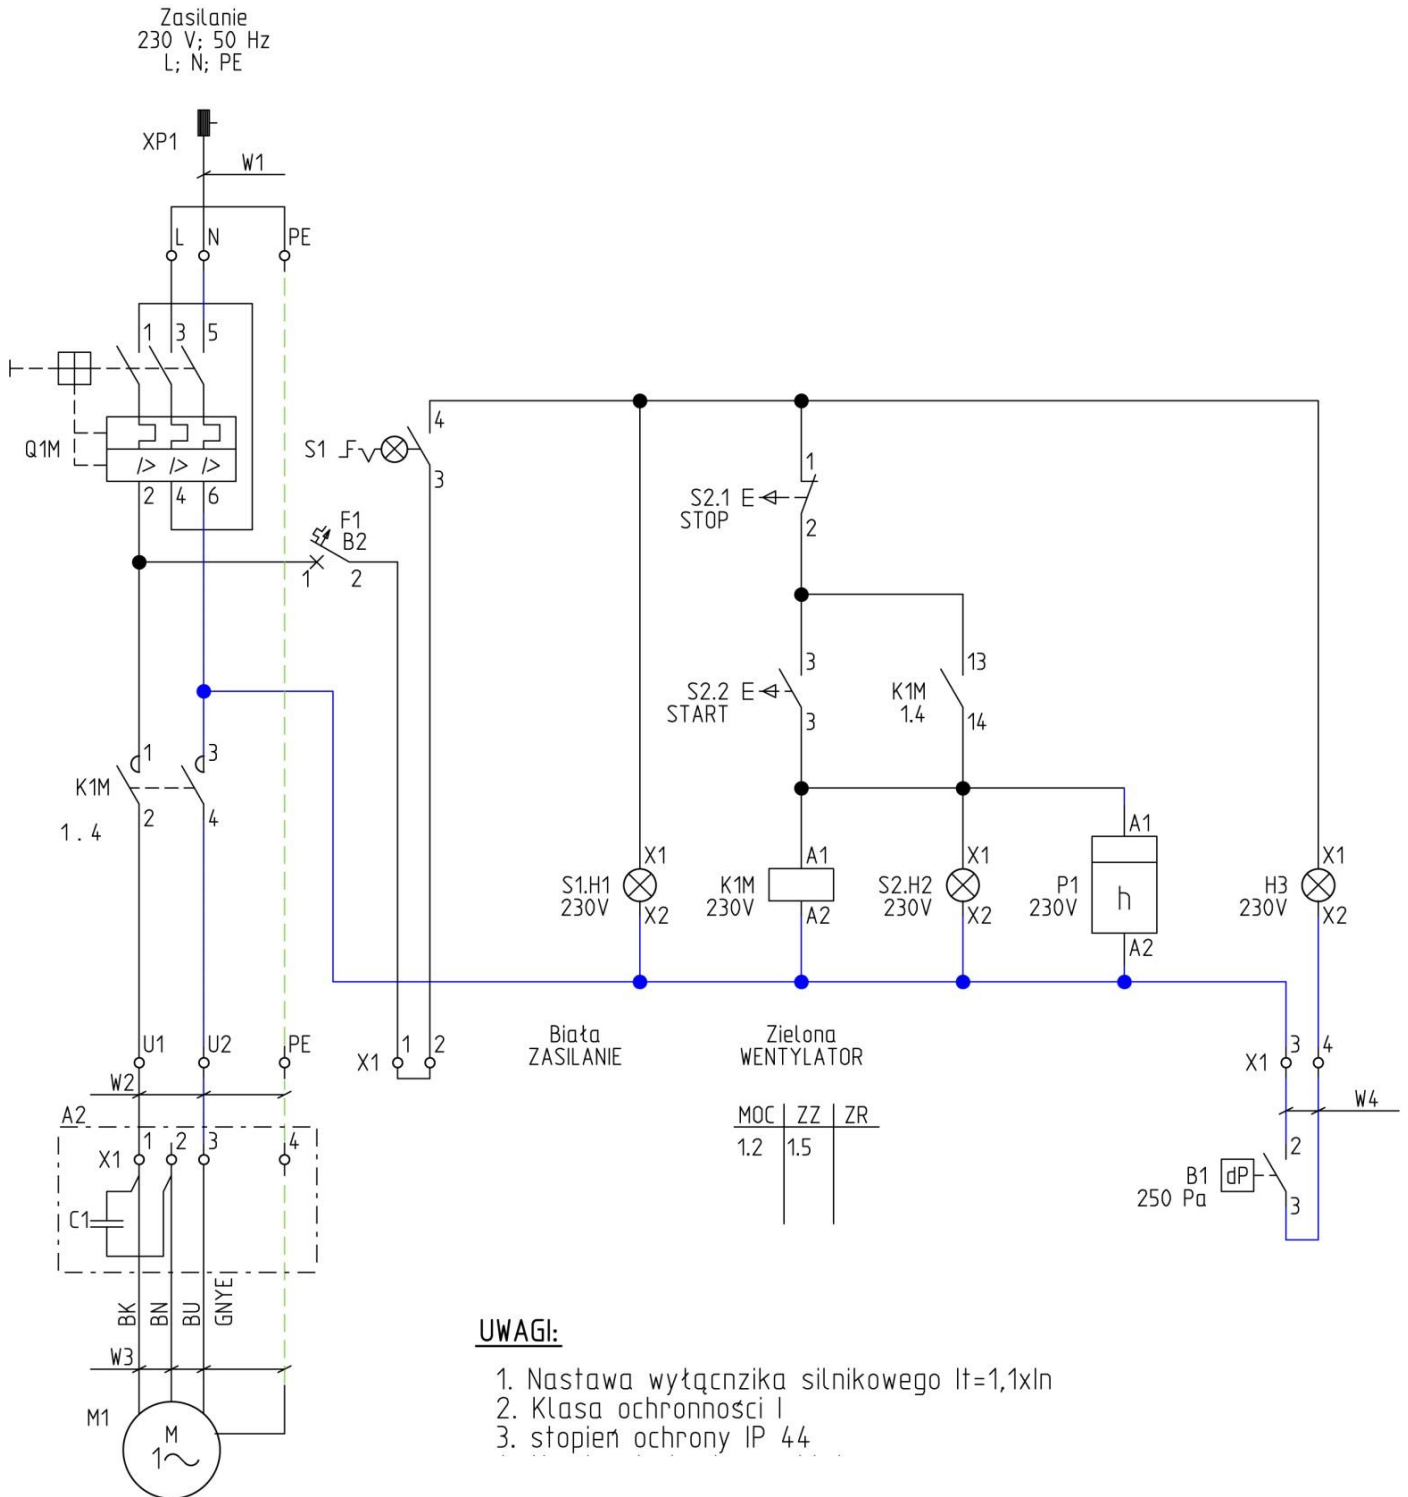 Zasilanie
230 V; 50 Hz
L; N; PE
XP1
W1
L N PE
1 3 5
Q1M
I> I> I>
2 4 6
F1
B2
1 2
S1
4
3
1
S2.1 E
STOP
2
3
S2.2 E
START
3
13
K1M
1.4
14
1 3
K1M
2 4
1.4
X1
S1.H1
230V
X2
A1
K1M
230V
A2
X1
S2.H2
230V
X2
A1
P1
230V
h
A2
X1
H3
230V
X2
U1 U2 PE
X1 1 2
Biała
ZASILANIE
Zielona
WENTYLATOR
X1 3 4
W2
A2
W4
MOC ZZ ZR
1.2 1.5
X1 1 2 3 4
C1
2
B1 dP
250 Pa
3
BK BN BU GNYE
W3
M1
M
1~
UWAGI:
1. Nastawa wyłącnzika silnikowego It=1,1xIn
2. Klasa ochronności I
3. stopień ochrony IP 44